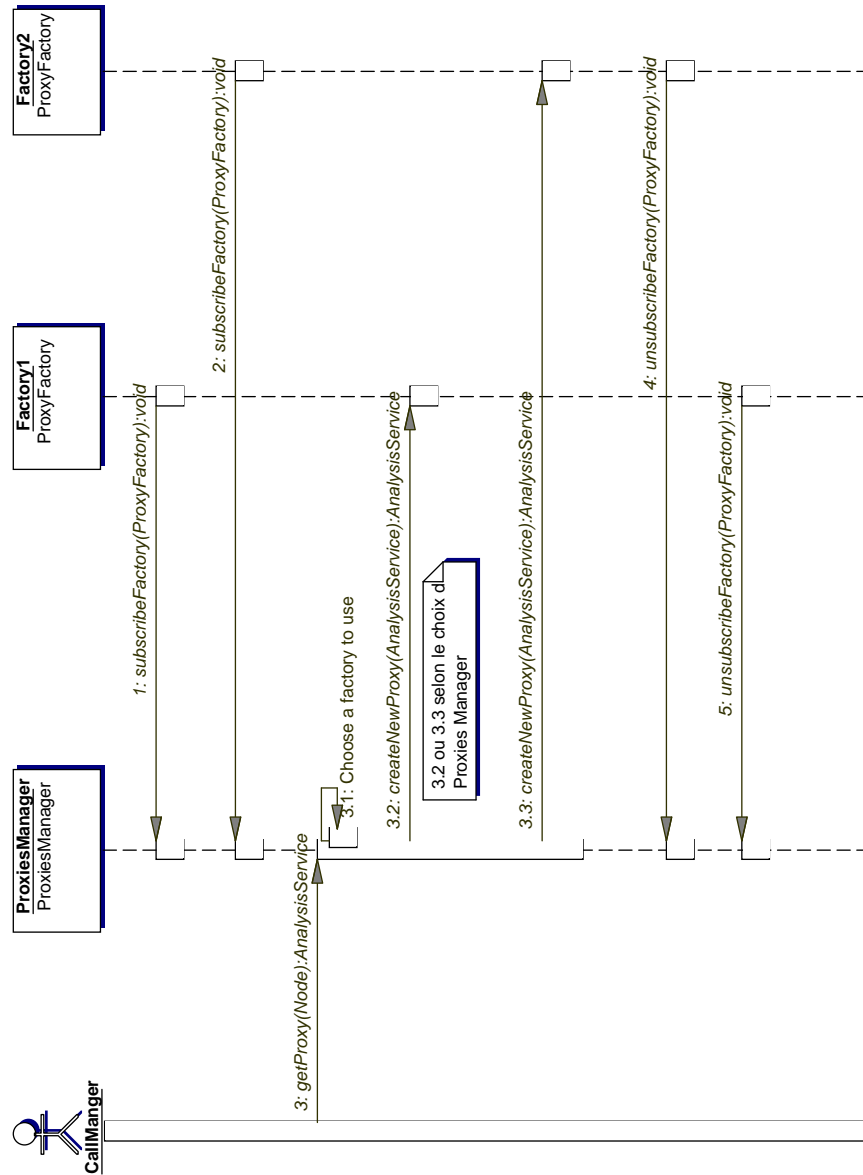 CallManger
ProxiesManager
ProxiesManager
Factory1
ProxyFactory
Factory2
ProxyFactory
1: subscribeFactory(ProxyFactory):void
2: subscribeFactory(ProxyFactory):void
3: getProxy(Node):AnalysisService
3.1: Choose a factory to use
3.2: createNewProxy(AnalysisService):AnalysisService
3.2 ou 3.3 selon le choix d
Proxies Manager
3.3: createNewProxy(AnalysisService):AnalysisService
4: unsubscribeFactory(ProxyFactory):void
5: unsubscribeFactory(ProxyFactory):void